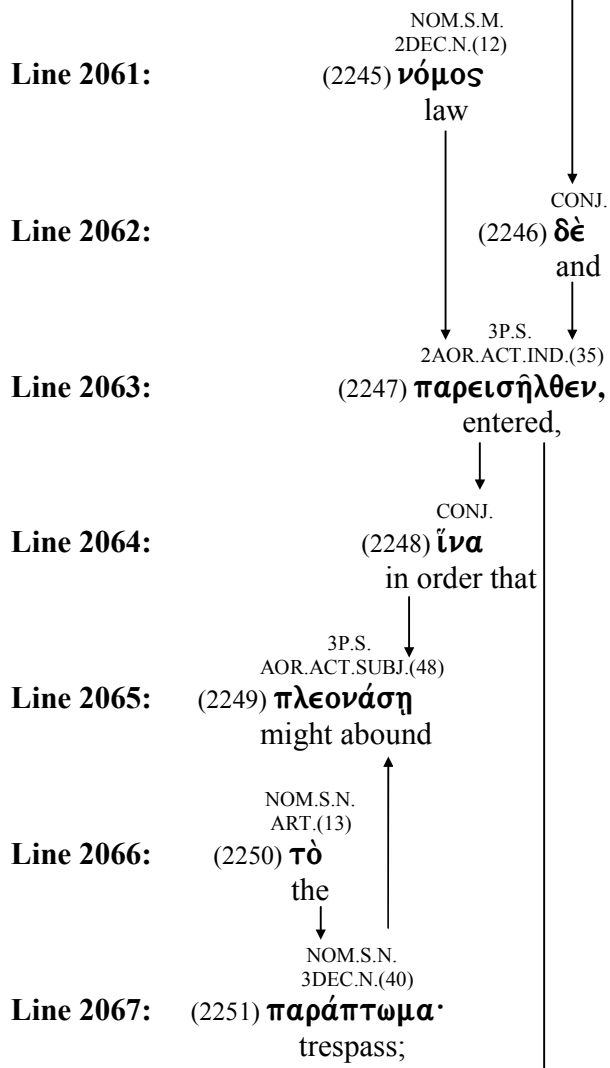 NOM.S.M.
2DEC.N.(12)
Line 2061: (2245) νόμος
law
CONJ.
Line 2062: (2246) δὲ
and
3P.S.
2AOR.ACT.IND.(35)
Line 2063: (2247) παρεισῆλθεν,
entered,
CONJ.
Line 2064: (2248) ἵνα
in order that
3P.S.
AOR.ACT.SUBJ.(48)
Line 2065: (2249) πλεονάσῃ
might abound
NOM.S.N.
ART.(13)
Line 2066: (2250) τὸ
the
NOM.S.N.
3DEC.N.(40)
Line 2067: (2251) παράπτωμα·
trespass;